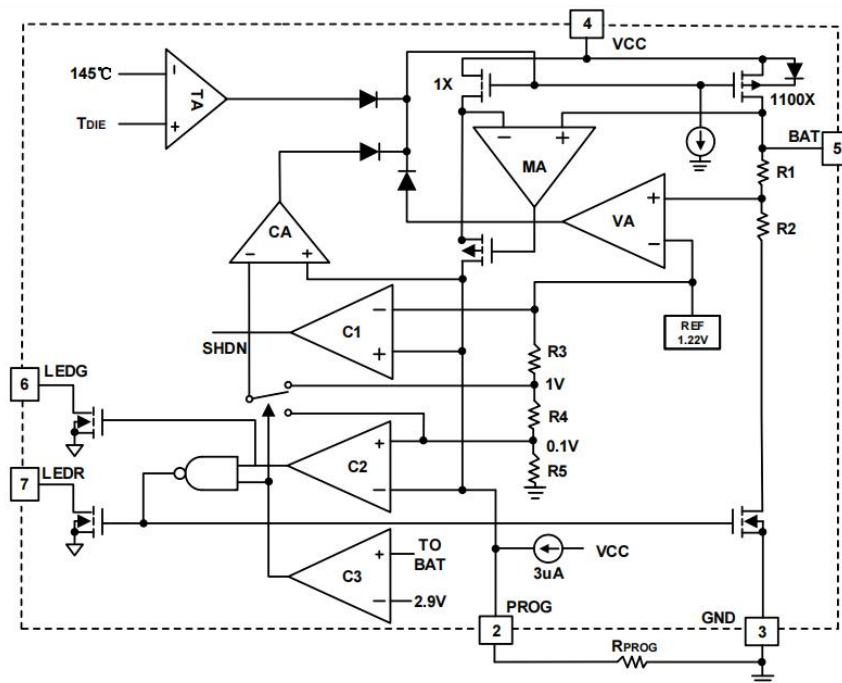 4
VCC
145℃
TA
TDIE
1X
1100X
BAT
5
MA
R1
VA
R2
CA
REF
1.22V
C1
SHDN
R3
1V
6
LEDG
R4
0.1V
C2
R5
7
LEDR
TO
BAT
C3
2.9V
3uA
VCC
PROG
2
GND
3
RPROG
− + − + + − − + − + + − + −